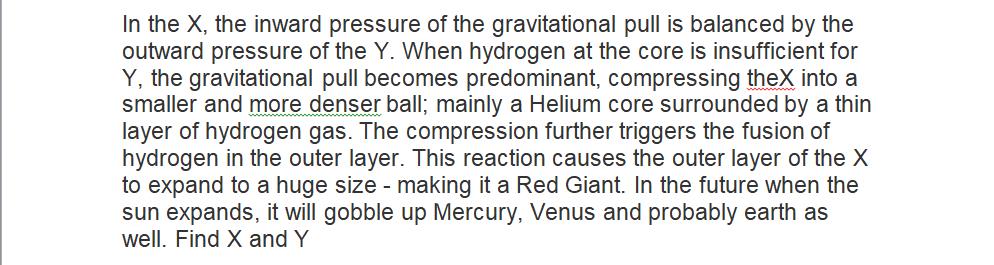 In the X, the inward pressure of the gravitational pull is balanced by the
outward pressure of the Y. When hydrogen at the core is insufficient for
Y, the gravitational pull becomes predominant, compressing theX into a
smaller and more denser ball; mainly a Helium core surrounded by a thin
layer of hydrogen gas. The compression further triggers the fusion of
hydrogen in the outer layer. This reaction causes the outer layer of the X
to expand to a huge size - making it a Red Giant. In the future when the
sun expands, it will gobble up Mercury, Venus and probably earth as
well. Find X and Y